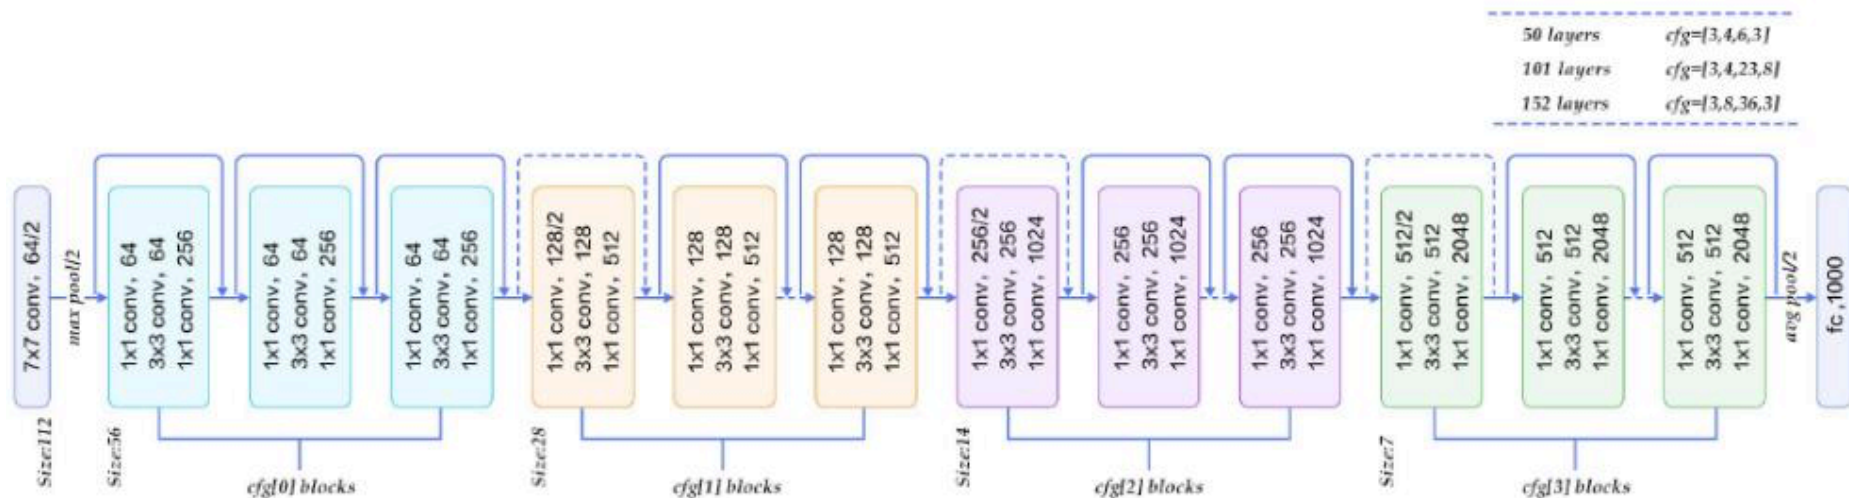 50 layers cfg=[3,4,6,3]
101 layers cfg=[3,4,23,8]
152 layers cfg=[3,8,36,3]
7x7 conv, 64/2
max pool/2
1x1 conv, 64
3x3 conv, 64
1x1 conv, 256
1x1 conv, 64
3x3 conv, 64
1x1 conv, 256
1x1 conv, 64
3x3 conv, 64
1x1 conv, 256
1x1 conv, 128/2
3x3 conv, 128
1x1 conv, 512
1x1 conv, 128
3x3 conv, 128
1x1 conv, 512
1x1 conv, 128
3x3 conv, 128
1x1 conv, 512
1x1 conv, 256/2
3x3 conv, 256
1x1 conv, 1024
1x1 conv, 256
3x3 conv, 256
1x1 conv, 1024
1x1 conv, 256
3x3 conv, 256
1x1 conv, 1024
1x1 conv, 512/2
3x3 conv, 512
1x1 conv, 2048
1x1 conv, 512
3x3 conv, 512
1x1 conv, 2048
1x1 conv, 512
3x3 conv, 512
1x1 conv, 2048
avg pool/2
fc ,1000
Size:112
Size:56
cfg[0] blocks
Size:28
cfg[1] blocks
Size:14
cfg[2] blocks
Size:7
cfg[3] blocks